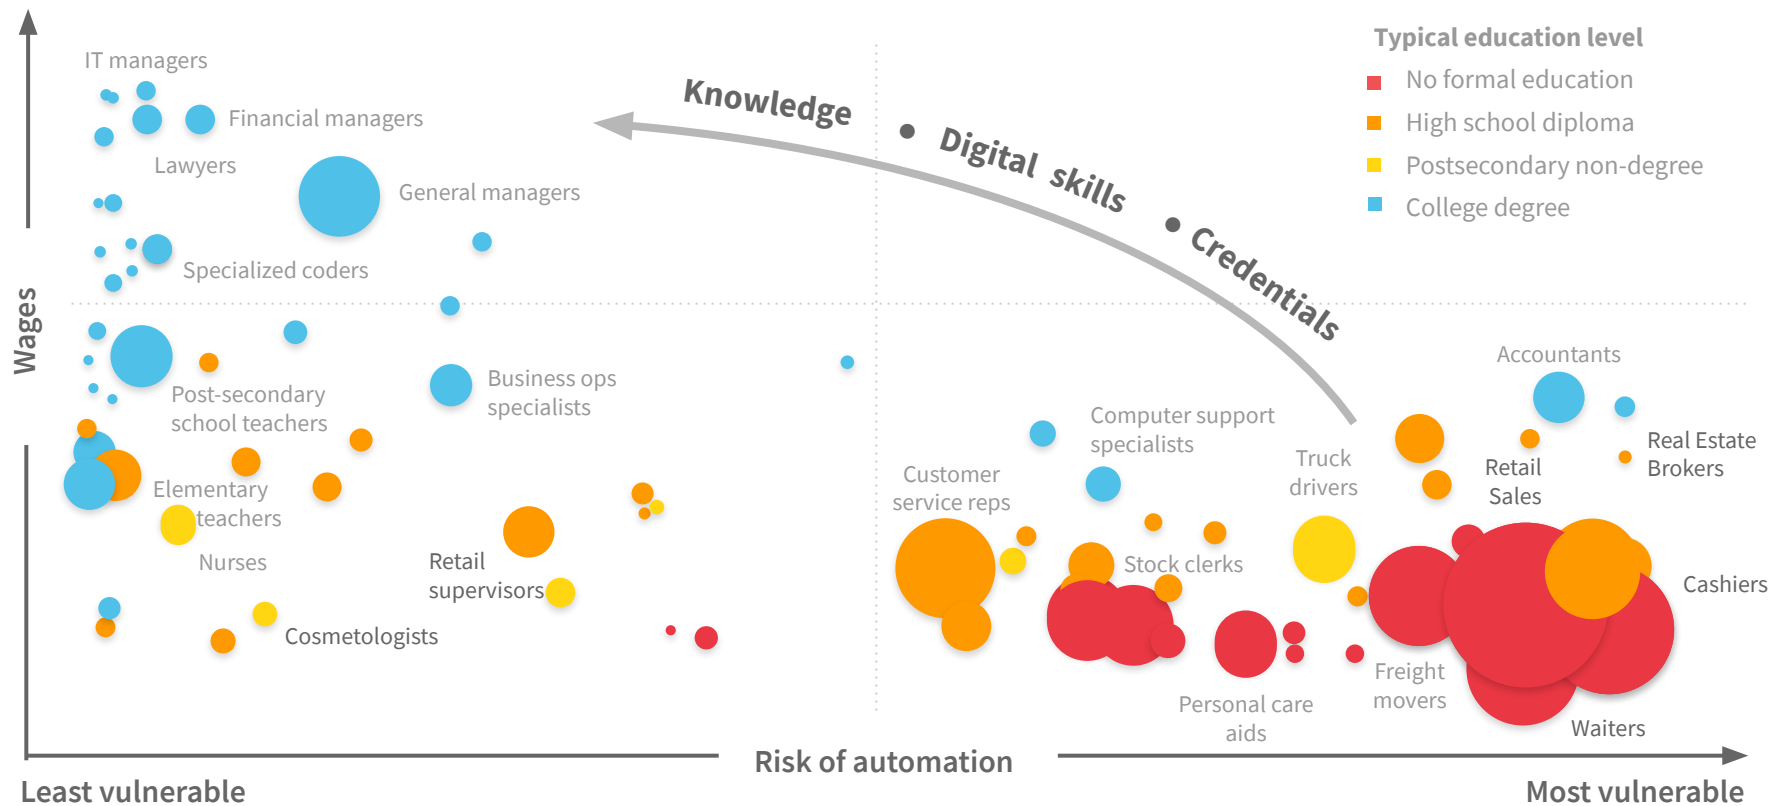 Typical education level
No formal education
High school diploma
Postsecondary non-degree
College degree
IT managers
Financial managers
Lawyers
General managers
Specialized coders
Knowledge • Digital skills • Credentials
Wages
Post-secondary
school teachers
Business ops
specialists
Elementary
teachers
Nurses
Retail
supervisors
Cosmetologists
Accountants
Computer support
specialists
Customer
service reps
Truck
drivers
Retail
Sales
Real Estate
Brokers
Stock clerks
Cashiers
Personal care
aids
Freight
movers
Waiters
Risk of automation
Least vulnerable
Most vulnerable